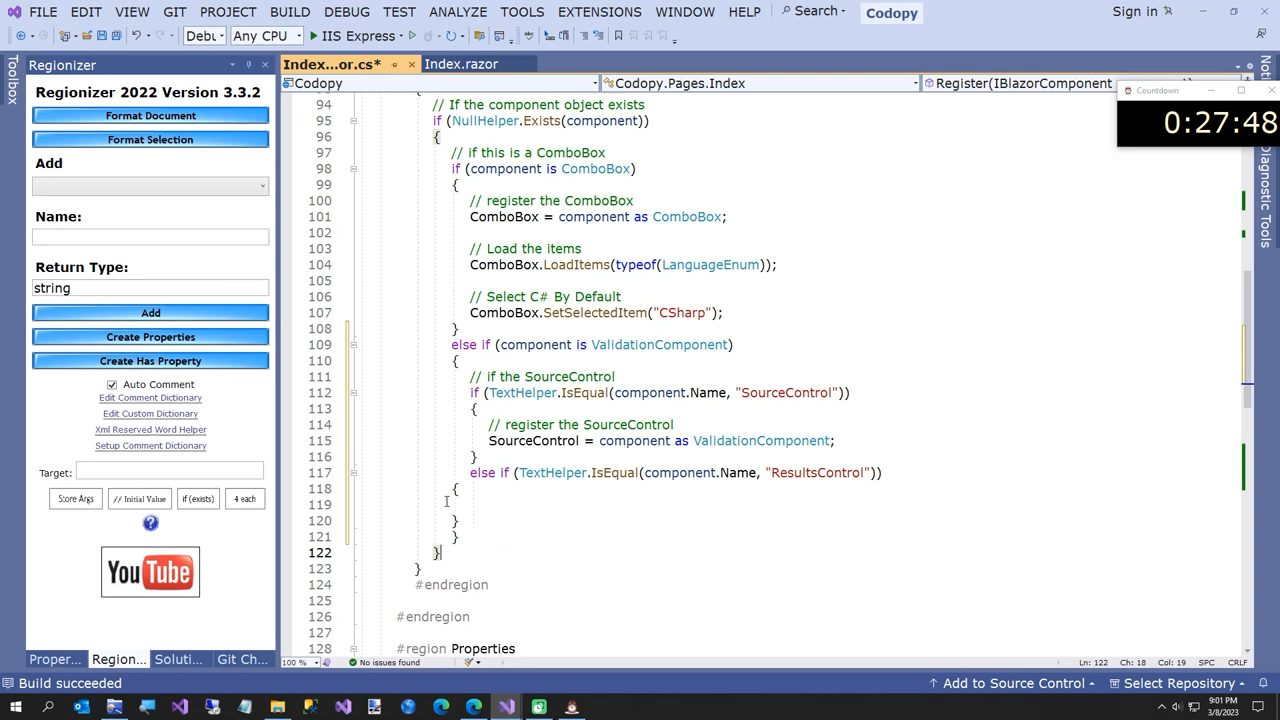 FILE EDIT VIEW GIT PROJECT BUILD DEBUG TEST ANALYZE TOOLS EXTENSIONS WINDOW HELP Search Codopy Sign in
Debu Any CPU IIS Express
Toolbox
Regionizer
Regionizer 2022 Version 3.3.2
Format Document
Format Selection
Add
Name:
Return Type:
string
Add
Create Properties
Create Has Property
Auto Comment
Edit Comment Dictionary
Edit Custom Dictionary
Xml Reserved Word Helper
Setup Comment Dictionary
Target:
Store Args // Initial Value if (exists) 4 each
?
YouTube
Proper... Region... Soluti... Git Ch...
Index...or.cs* Index.razor
Codopy Codopy.Pages.Index Register(IBlazorComponent
Countdown
0:27:48
Diagnostic Tools
94 // If the component object exists
95 if (NullHelper.Exists(component))
96 {
97 // if this is a ComboBox
98 if (component is ComboBox)
99 {
100 // register the ComboBox
101 ComboBox = component as ComboBox;
102
103 // Load the items
104 ComboBox.LoadItems(typeof(LanguageEnum));
105
106 // Select C# By Default
107 ComboBox.SetSelectedItem("CSharp");
108 }
109 else if (component is ValidationComponent)
110 {
111 // if the SourceControl
112 if (TextHelper.IsEqual(component.Name, "SourceControl"))
113 {
114 // register the SourceControl
115 SourceControl = component as ValidationComponent;
116 }
117 else if (TextHelper.IsEqual(component.Name, "ResultsControl"))
118 {
119
120 }
121 }
122 }
123 }
124 #endregion
125
126 #endregion
127
128 #region Properties
100 % No issues found Ln: 122 Ch: 18 Col: 19 SPC CRLF
Build succeeded Add to Source Control Select Repository
9:01 PM
3/8/2023